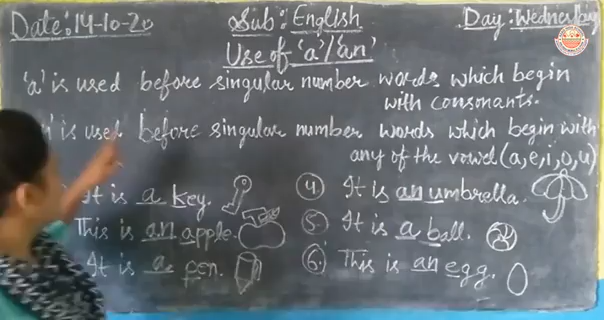 Date:14-10-20
Sub: English
Day: Wednesday
Use of 'a'/'an'
'a' is used before singular number words which begin
with consonants.
is used before singular number words which begin with
any of the vowel (a,e,i,o,u)
It is a key.
This is an apple.
It is a pen.
④ It is an umbrella.
⑤ It is a ball.
⑥ This is an egg.